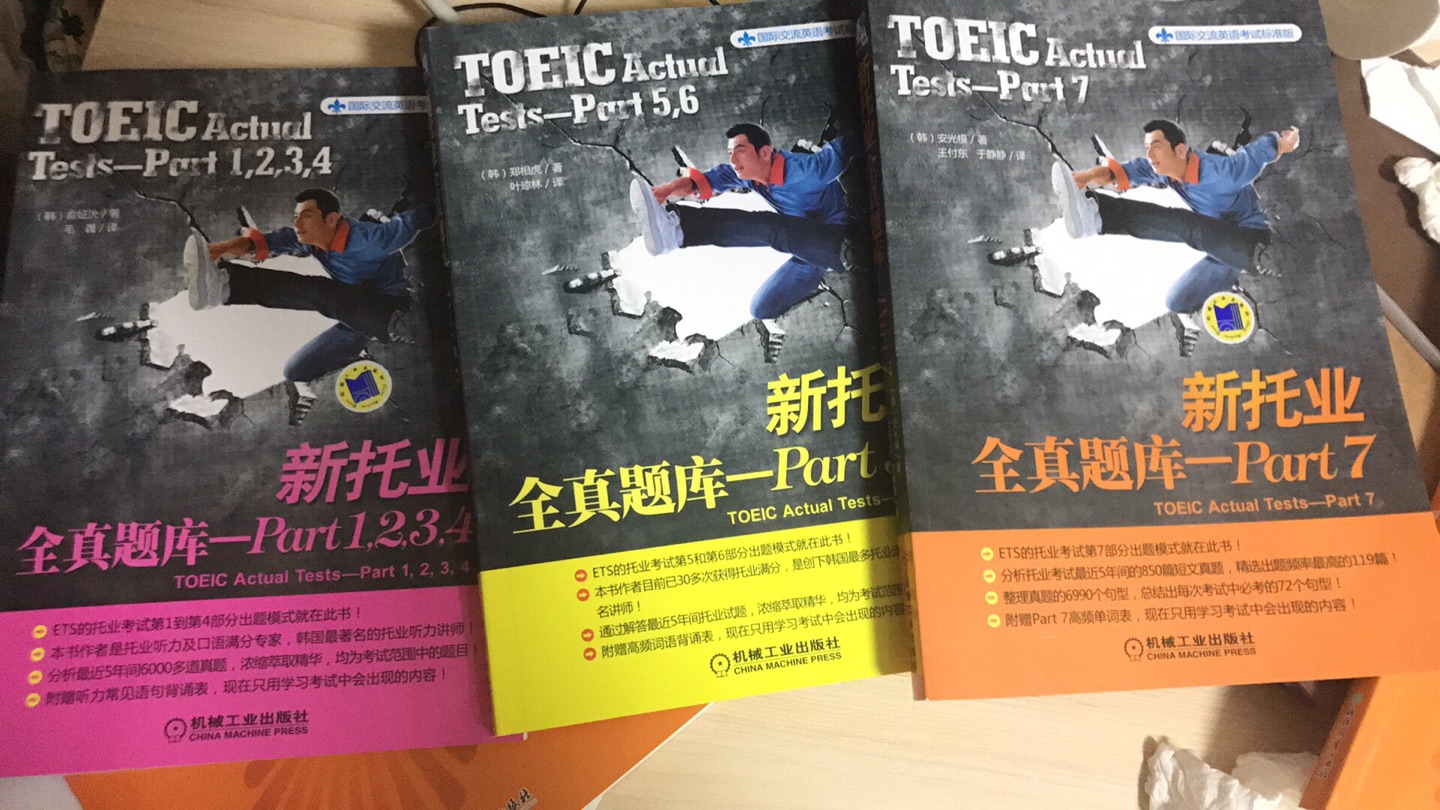 TOEIC Actual
Tests—Part 1,2,3,4
国际交流英语考
（韩）俞延沇/著
毛 巍/译
新托业
全真题库—Part 1,2,3,4
TOEIC Actual Tests—Part 1, 2, 3, 4
ETS的托业考试第1到第4部分出题模式就在此书！
本书作者是托业听力及口语满分专家，韩国最著名的托业听力讲师！
分析最近5年间6000多道真题，浓缩萃取精华，均为考试范围中的题目！
附赠听力常见语句背诵表，现在只用学习考试中会出现的内容！
机械工业出版社
CHINA MACHINE PRESS
TOEIC Actual
Tests—Part 5,6
国际交流英语考试
（韩）郑相虎/著
叶琼林/译
新托
全真题库—Part
TOEIC Actual Tests—
ETS的托业考试第5和第6部分出题模式就在此书！
本书作者目前已30多次获得托业满分，是创下韩国最多托业满
名讲师！
通过解答最近5年间托业试题，浓缩萃取精华，均为考试范围
附赠高频词语背诵表，现在只用学习考试中会出现的内容
机械工业出版社
CHINA MACHINE PRESS
TOEIC Actual
Tests—Part 7
国际交流英语考试标准版
（韩）安光模/著
王付东 于静静/译
新托业
全真题库—Part 7
TOEIC Actual Tests—Part 7
ETS的托业考试第7部分出题模式就在此书！
分析托业考试最近5年间的850篇短文真题，精选出题频率最高的119篇！
整理真题的6990个句型，总结出每次考试中必考的72个句型！
附赠Part 7高频单词表，现在只用学习考试中会出现的内容！
机械工业出版社
CHINA MACHINE PRESS